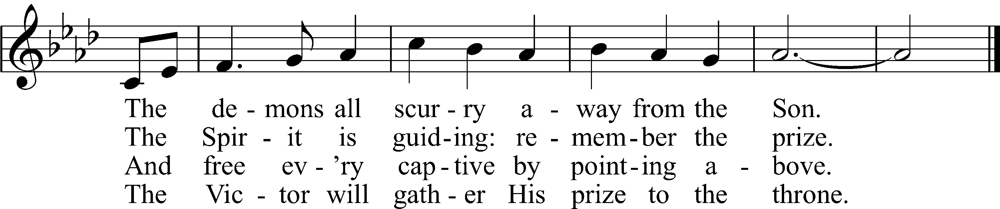 The de - mons all scur - ry a - way from the Son.
The Spir - it is guid - ing: re - mem - ber the prize.
And free ev - ’ry cap - tive by point - ing a - bove.
The Vic - tor will gath - er His prize to the throne.